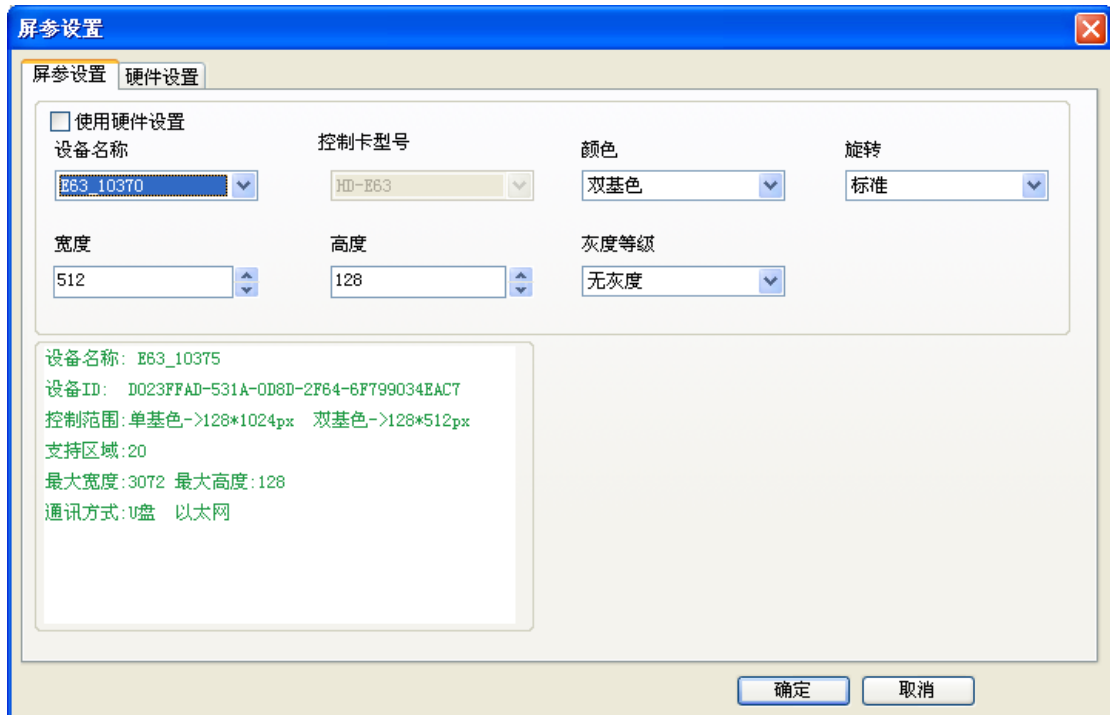 屏参设置
屏参设置 硬件设置
使用硬件设置
设备名称 控制卡型号 颜色 旋转
E63_10370 HD-E63 双基色 标准
宽度 高度 灰度等级
512 128 无灰度
设备名称: E63_10375
设备ID: D023FFAD-531A-0D8D-2F64-6F799034EAC7
控制范围:单基色->128*1024px 双基色->128*512px
支持区域:20
最大宽度:3072 最大高度:128
通讯方式:U盘 以太网
确定 取消